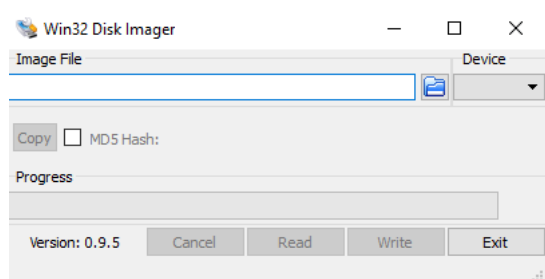 Win32 Disk Imager
Image File Device
Copy MD5 Hash:
Progress
Version: 0.9.5 Cancel Read Write Exit